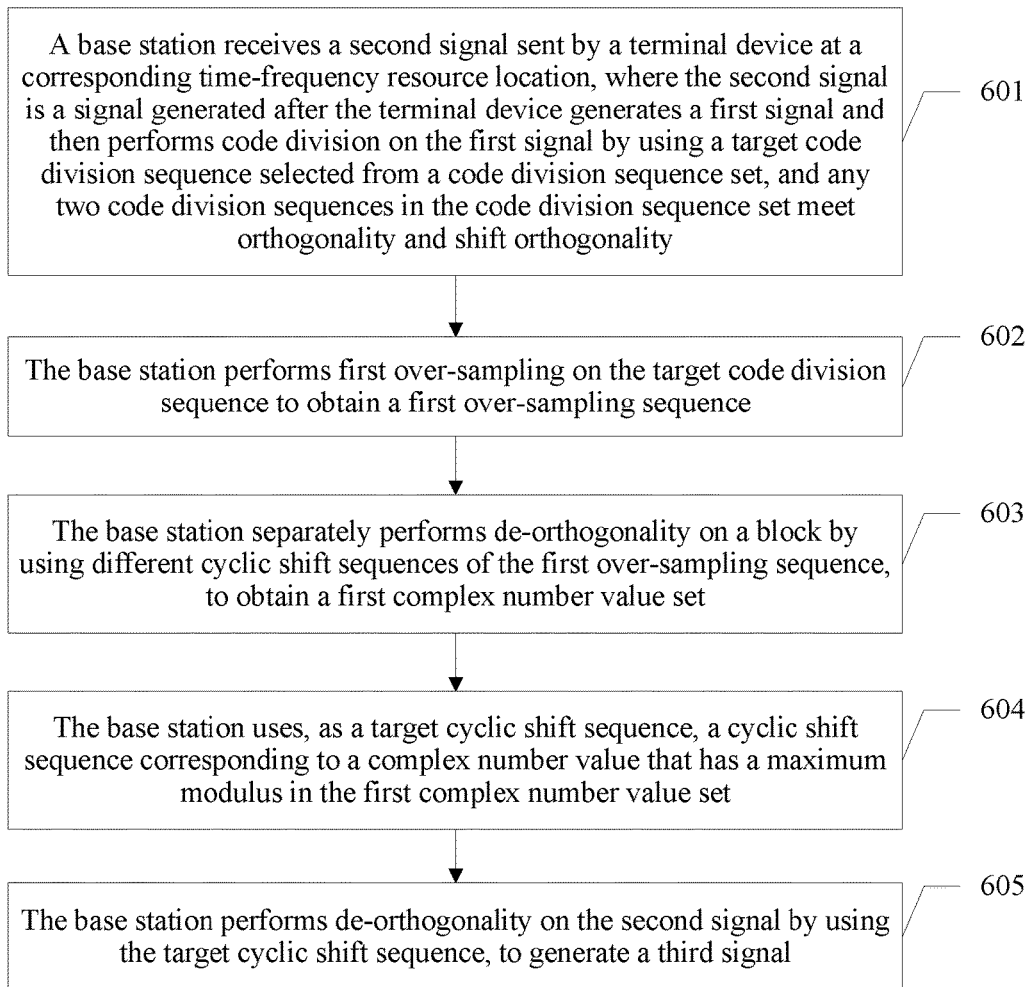 A base station receives a second signal sent by a terminal device at a
corresponding time-frequency resource location, where the second signal
is a signal generated after the terminal device generates a first signal and
then performs code division on the first signal by using a target code
division sequence selected from a code division sequence set, and any
two code division sequences in the code division sequence set meet
orthogonality and shift orthogonality
601
The base station performs first over-sampling on the target code division
sequence to obtain a first over-sampling sequence
602
The base station separately performs de-orthogonality on a block by
using different cyclic shift sequences of the first over-sampling sequence,
to obtain a first complex number value set
603
The base station uses, as a target cyclic shift sequence, a cyclic shift
sequence corresponding to a complex number value that has a maximum
modulus in the first complex number value set
604
The base station performs de-orthogonality on the second signal by using
the target cyclic shift sequence, to generate a third signal
605